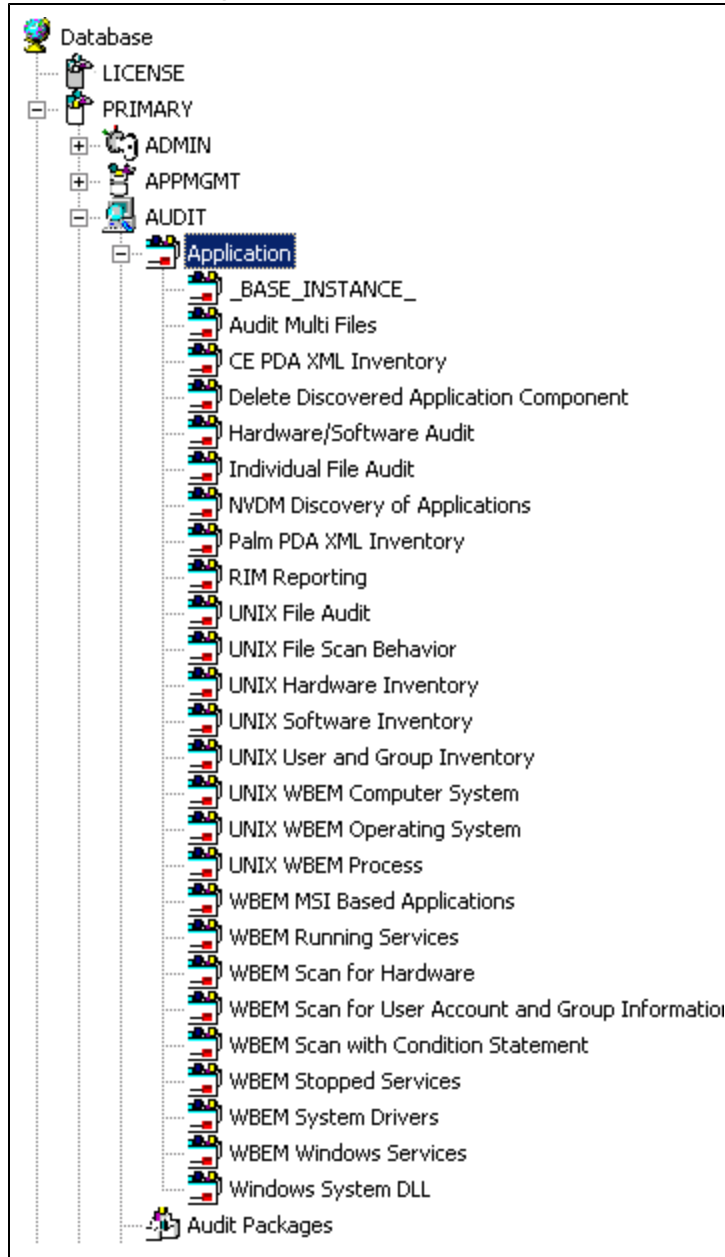 Database
LICENSE
PRIMARY
ADMIN
APPMGMT
AUDIT
Application
_BASE_INSTANCE_
Audit Multi Files
CE PDA XML Inventory
Delete Discovered Application Component
Hardware/Software Audit
Individual File Audit
NVDM Discovery of Applications
Palm PDA XML Inventory
RIM Reporting
UNIX File Audit
UNIX File Scan Behavior
UNIX Hardware Inventory
UNIX Software Inventory
UNIX User and Group Inventory
UNIX WBEM Computer System
UNIX WBEM Operating System
UNIX WBEM Process
WBEM MSI Based Applications
WBEM Running Services
WBEM Scan for Hardware
WBEM Scan for User Account and Group Information
WBEM Scan with Condition Statement
WBEM Stopped Services
WBEM System Drivers
WBEM Windows Services
Windows System DLL
Audit Packages